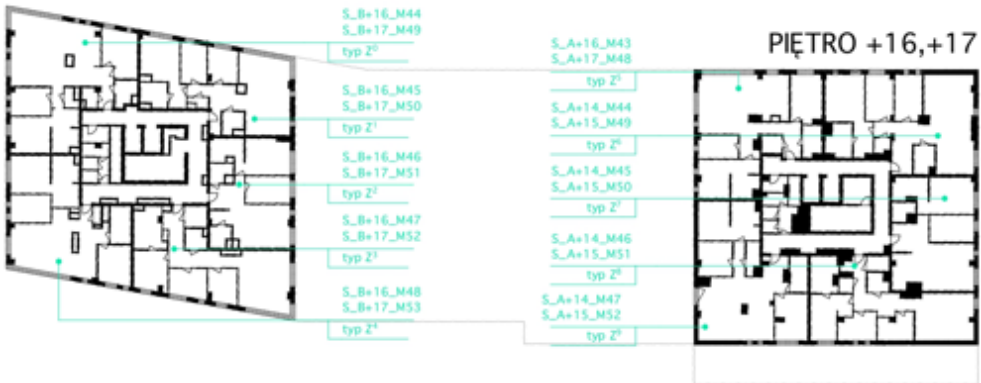 S_B+16_M44
S_B+17_M49
typ Z⁰
S_B+16_M45
S_B+17_M50
typ Z¹
S_B+16_M46
S_B+17_M51
typ Z²
S_B+16_M47
S_B+17_M52
typ Z³
S_B+16_M48
S_B+17_M53
typ Z⁴
S_A+16_M43
S_A+17_M48
typ Z⁵
S_A+14_M44
S_A+15_M49
typ Z⁶
S_A+14_M45
S_A+15_M50
typ Z⁷
S_A+14_M46
S_A+15_M51
typ Z⁸
S_A+14_M47
S_A+15_M52
typ Z⁹
PIĘTRO +16,+17